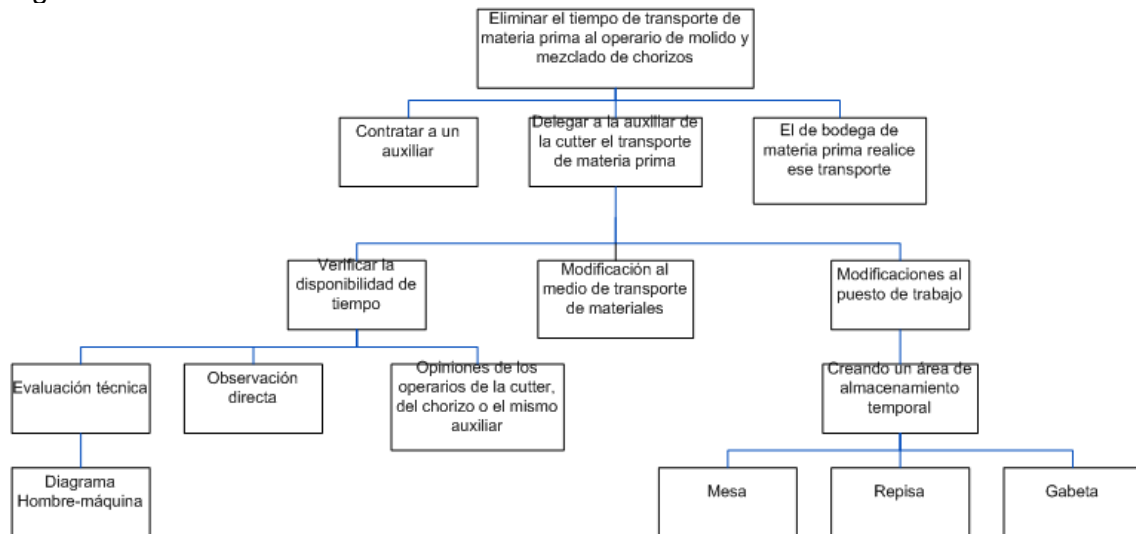 Eliminar el tiempo de transporte de
materia prima al operario de molido y
mezclado de chorizos
Contratar a un
auxiliar
Delegar a la auxiliar de
la cutter el transporte
de materia prima
El de bodega de
materia prima realice
ese transporte
Verificar la
disponibilidad de
tiempo
Modificación al
medio de transporte
de materiales
Modificaciones al
puesto de trabajo
Evaluación técnica
Observación
directa
Opiniones de los
operarios de la cutter,
del chorizo o el mismo
auxiliar
Creando un área de
almacenamiento
temporal
Diagrama
Hombre-máquina
Mesa
Repisa
Gabeta